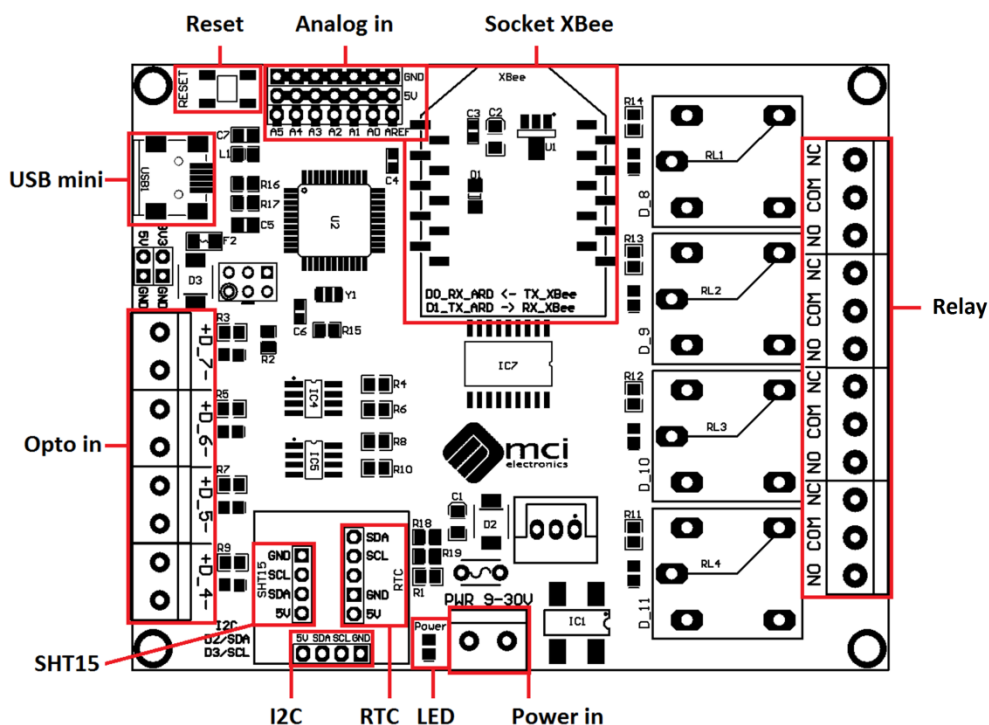 Reset
Analog in
Socket XBee
USB mini
Opto in
SHT15
I2C
RTC
LED
Power in
Relay
RESET
GND
5V
A5 A4 A3 A2 A1 A0 AREF
XBee
C3
C2
U1
D1
D0_RX_ARD <- TX_XBee
D1_TX_ARD -> RX_XBee
C7
L1
USB1
R16
R17
C5
C4
U2
F2
5V
3V3
GND
GND
D3
Y1
C6
R15
R2
R3
+D_7-
R5
+D_6-
R7
+D_5-
R9
+D_4-
IC4
IC5
R4
R6
R8
R10
IC7
mci
electronics
R14
RL1
D_8
R13
RL2
D_9
R12
RL3
D_10
R11
RL4
D_11
NC
COM
NO
NC
COM
NO
NC
COM
NO
NC
COM
NO
C1
D2
R18
R19
R1
PWR 9-30V
IC1
Power
SHT15
GND
SCL
SDA
5V
SDA
SCL
GND
5V
RTC
I2C
D2/SDA
D3/SCL
5V SDA SCL GND